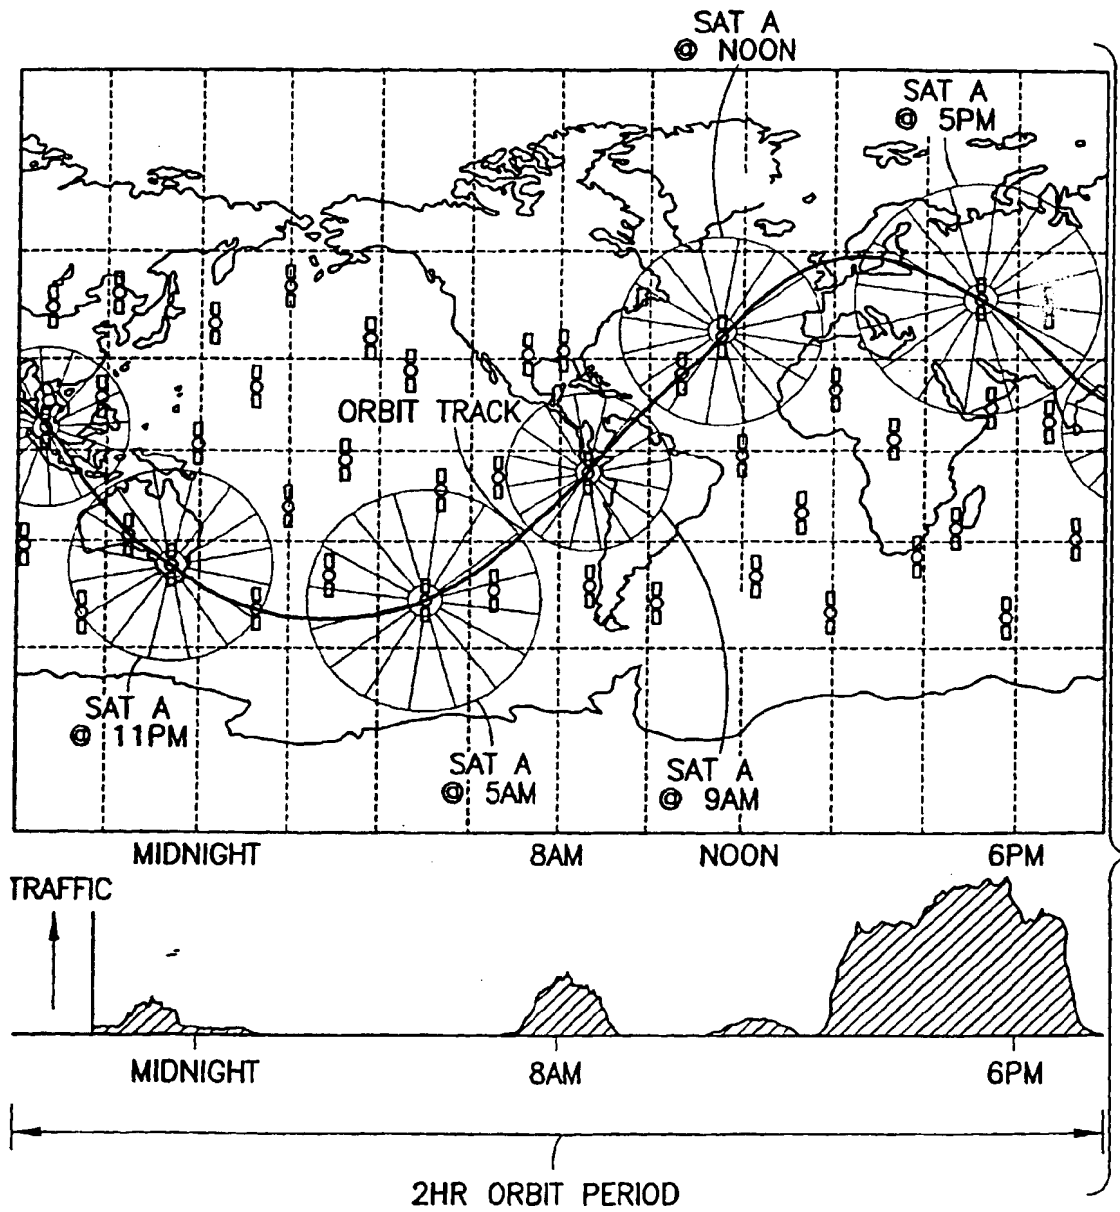 SAT A
@ NOON
SAT A
@ 5PM
ORBIT TRACK
SAT A
@ 11PM
SAT A
@ 5AM
SAT A
@ 9AM
MIDNIGHT
8AM
NOON
6PM
TRAFFIC
MIDNIGHT
8AM
6PM
2HR ORBIT PERIOD